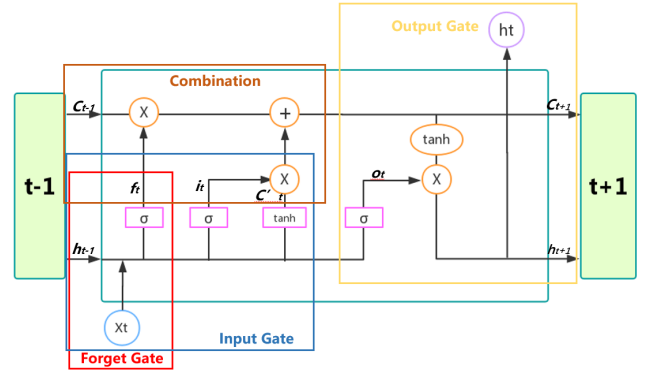 Output Gate
ht
Combination
Ct-1
X
+
Ct+1
tanh
t-1
t+1
ft
it
X
C't
ot
X
σ
σ
tanh
σ
ht-1
ht+1
Xt
Input Gate
Forget Gate